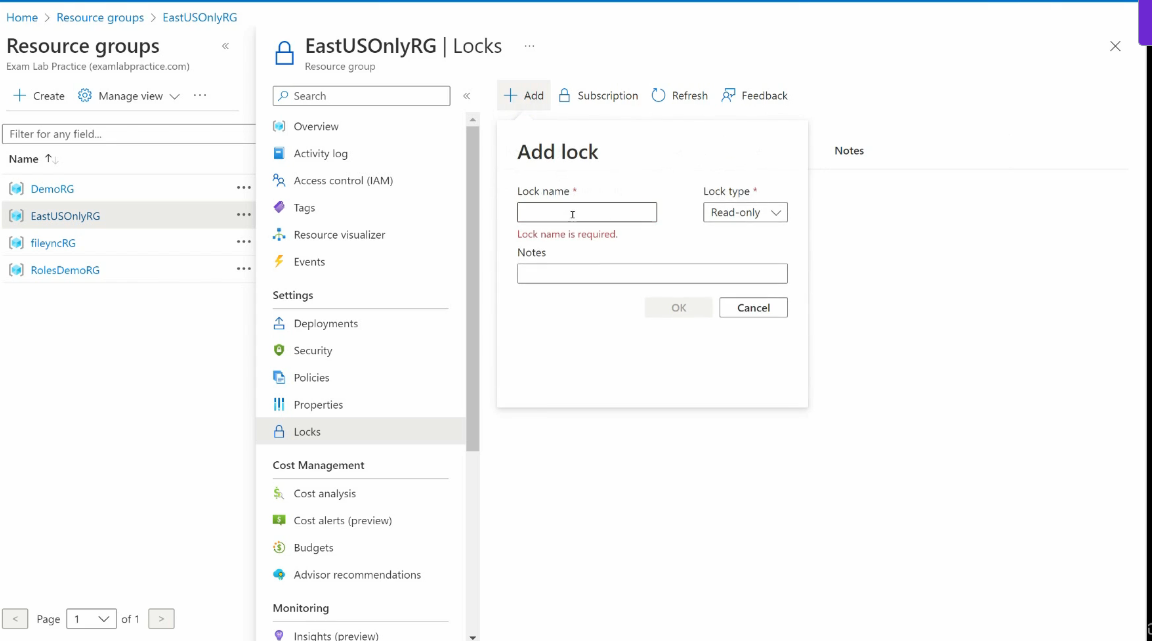 Home > Resource groups > EastUSOnlyRG
Resource groups
«
Exam Lab Practice (examlabpractice.com)
Create
Manage view
...
Filter for any field...
Name ↑↓
DemoRG ...
EastUSOnlyRG ...
fileyncRG ...
RolesDemoRG ...
< Page 1 of 1 >
EastUSOnlyRG | Locks ...
Resource group
Search
«
Overview
Activity log
Access control (IAM)
Tags
Resource visualizer
Events
Settings
Deployments
Security
Policies
Properties
Locks
Cost Management
Cost analysis
Cost alerts (preview)
Budgets
Advisor recommendations
Monitoring
Insights (preview)
+ Add
Subscription
Refresh
Feedback
Add lock
Lock name *
Lock type *
Read-only
Lock name is required.
Notes
OK
Cancel
Notes